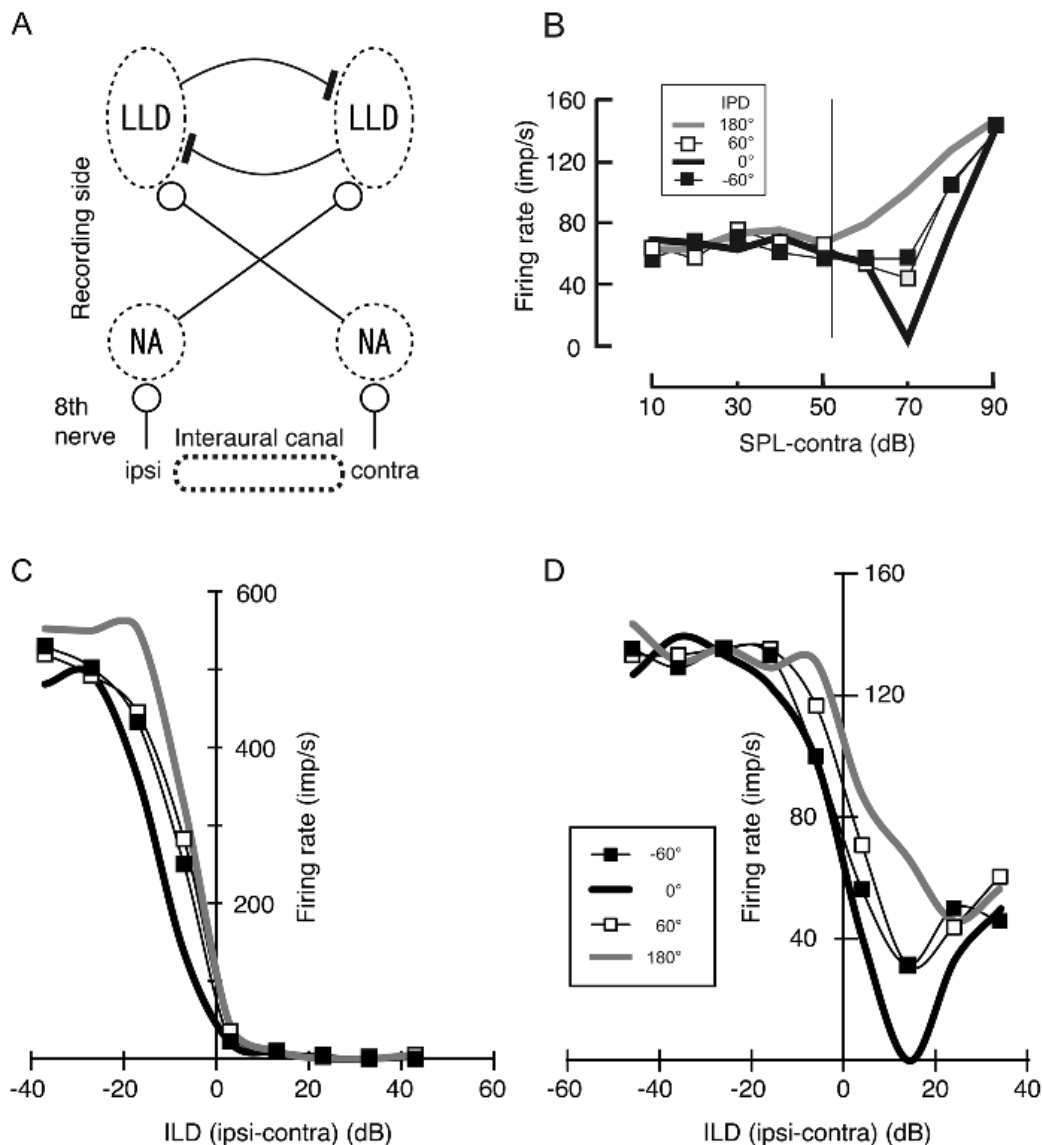 A
LLD LLD
Recording side
NA NA
8th
nerve
Interaural canal
ipsi contra
B
160
120
80
40
0
Firing rate (imp/s)
IPD
180°
60°
0°
-60°
10 30 50 70 90
SPL-contra (dB)
C
600
400
200
Firing rate (imp/s)
-40 -20 0 20 40 60
ILD (ipsi-contra) (dB)
D
160
120
80
40
Firing rate (imp/s)
-60°
0°
60°
180°
-60 -40 -20 0 20 40
ILD (ipsi-contra) (dB)